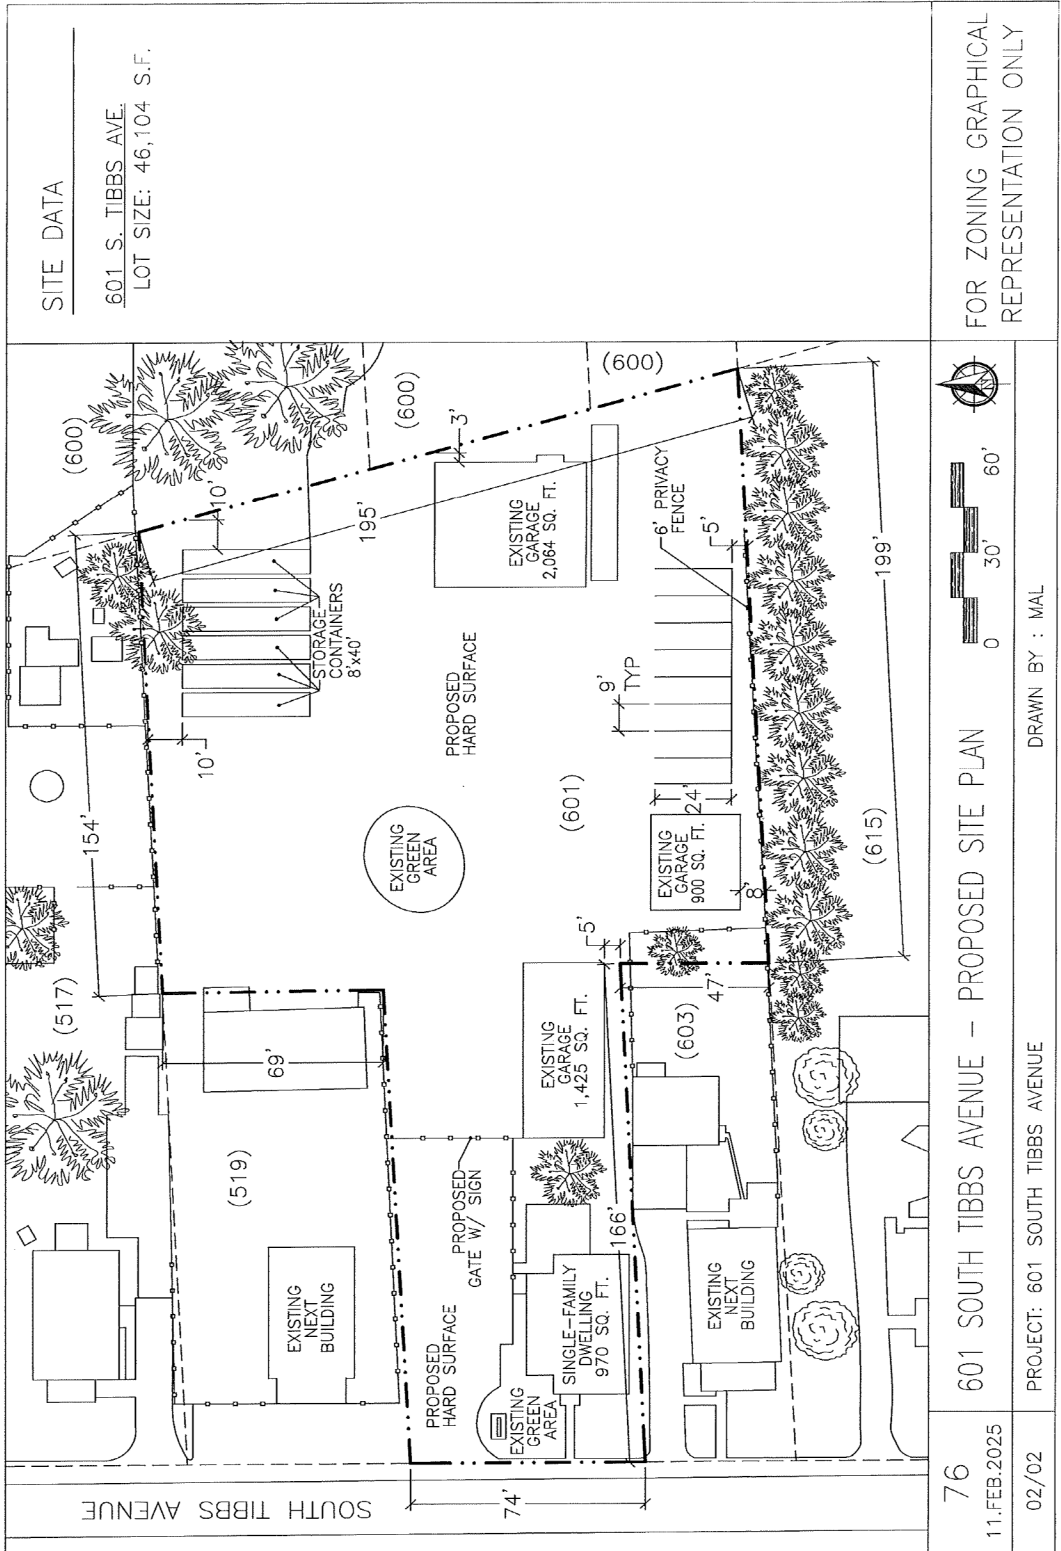 SITE DATA
601 S. TIBBS AVE.
LOT SIZE: 46,104 S.F.
SOUTH TIBBS AVENUE
(517)
154'
(600)
10'
10'
STORAGE
CONTAINERS
8'x40'
195'
(600)
(600)
3'
69'
(519)
EXISTING
NEXT
BUILDING
EXISTING
GREEN
AREA
PROPOSED
HARD SURFACE
EXISTING
GARAGE
2,064 SQ. FT.
6' PRIVACY
FENCE
5'
9'
TYP
24'
(601)
PROPOSED
GATE W/ SIGN
PROPOSED
HARD SURFACE
EXISTING
GARAGE
1,425 SQ. FT.
5'
EXISTING
GARAGE
900 SQ. FT.
8'
EXISTING
GREEN
AREA
SINGLE-FAMILY
DWELLING
970 SQ. FT.
166'
74'
47'
(603)
EXISTING
NEXT
BUILDING
(615)
199'
76
11.FEB.2025
02/02
601 SOUTH TIBBS AVENUE - PROPOSED SITE PLAN
0 30' 60'
PROJECT: 601 SOUTH TIBBS AVENUE
DRAWN BY : MAL
FOR ZONING GRAPHICAL
REPRESENTATION ONLY